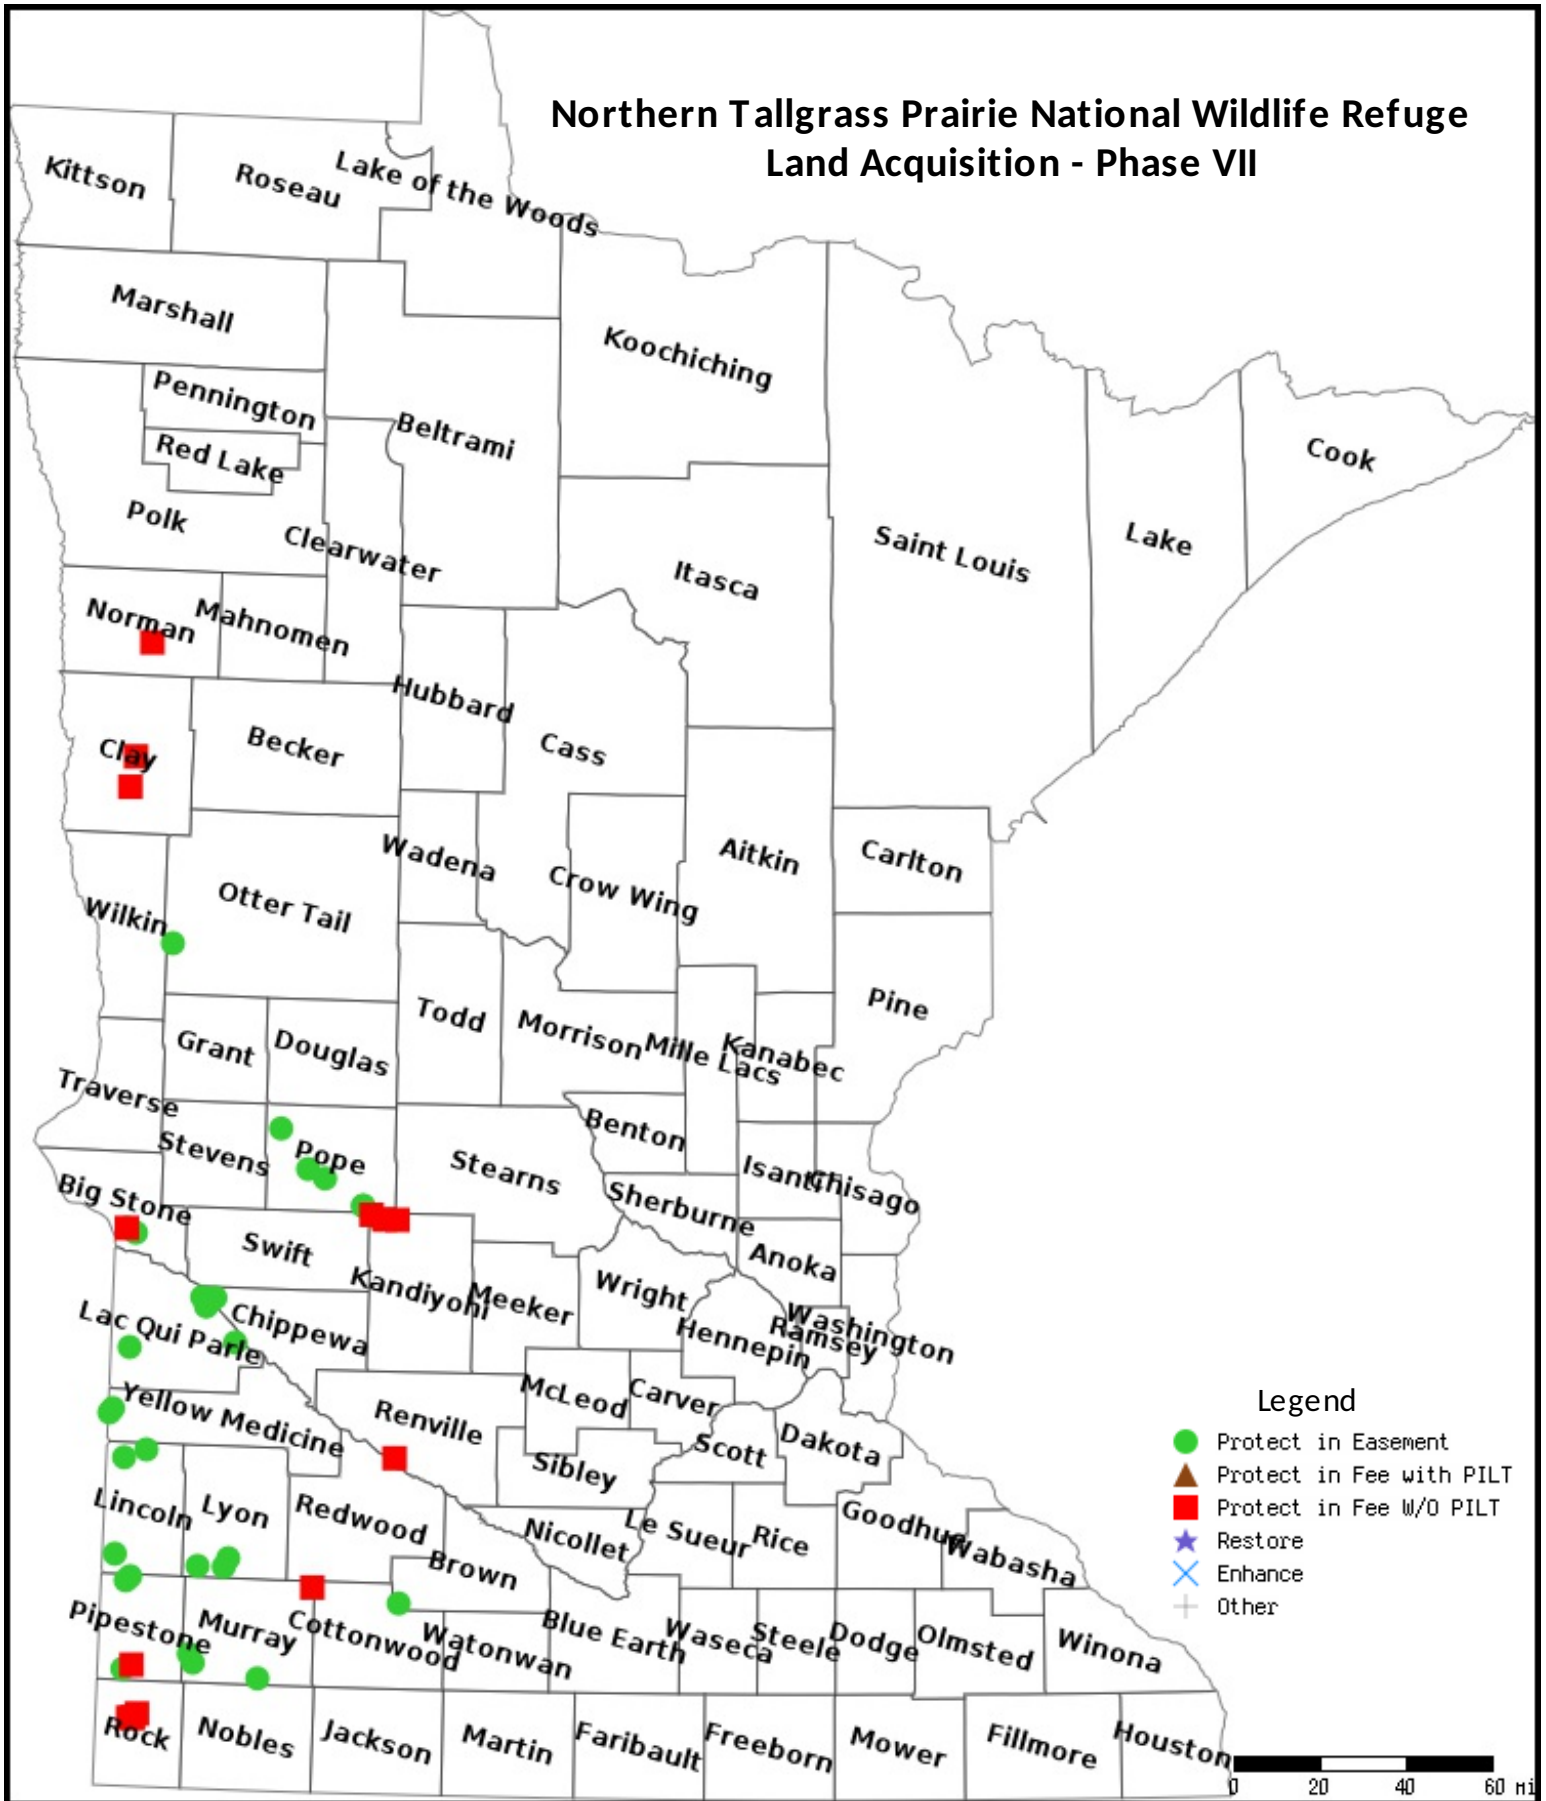 Northern Tallgrass Prairie National Wildlife Refuge
Land Acquisition - Phase VII
Kittson
Roseau
Lake of the Woods
Marshall
Koochiching
Pennington
Beltrami
Red Lake
Cook
Polk
Clearwater
Saint Louis
Lake
Itasca
Norman
Mahnomen
Hubbard
Clay
Becker
Cass
Wadena
Aitkin
Carlton
Crow Wing
Otter Tail
Wilkin
Pine
Todd
Morrison
Mille Lacs
Kanabec
Grant
Douglas
Traverse
Benton
Stevens
Pope
Stearns
Isanti
Chisago
Big Stone
Sherburne
Swift
Anoka
Kandiyohi
Meeker
Wright
Washington
Ramsey
Hennepin
Lac Qui Parle
Chippewa
McLeod
Carver
Yellow Medicine
Renville
Scott
Dakota
Sibley
Lincoln
Lyon
Redwood
Nicollet
Le Sueur
Rice
Goodhue
Wabasha
Brown
Pipestone
Murray
Cottonwood
Watonwan
Blue Earth
Waseca
Steele
Dodge
Olmsted
Winona
Rock
Nobles
Jackson
Martin
Faribault
Freeborn
Mower
Fillmore
Houston
Legend
Protect in Easement
Protect in Fee with PILT
Protect in Fee W/O PILT
Restore
Enhance
Other
0 20 40 60 mi